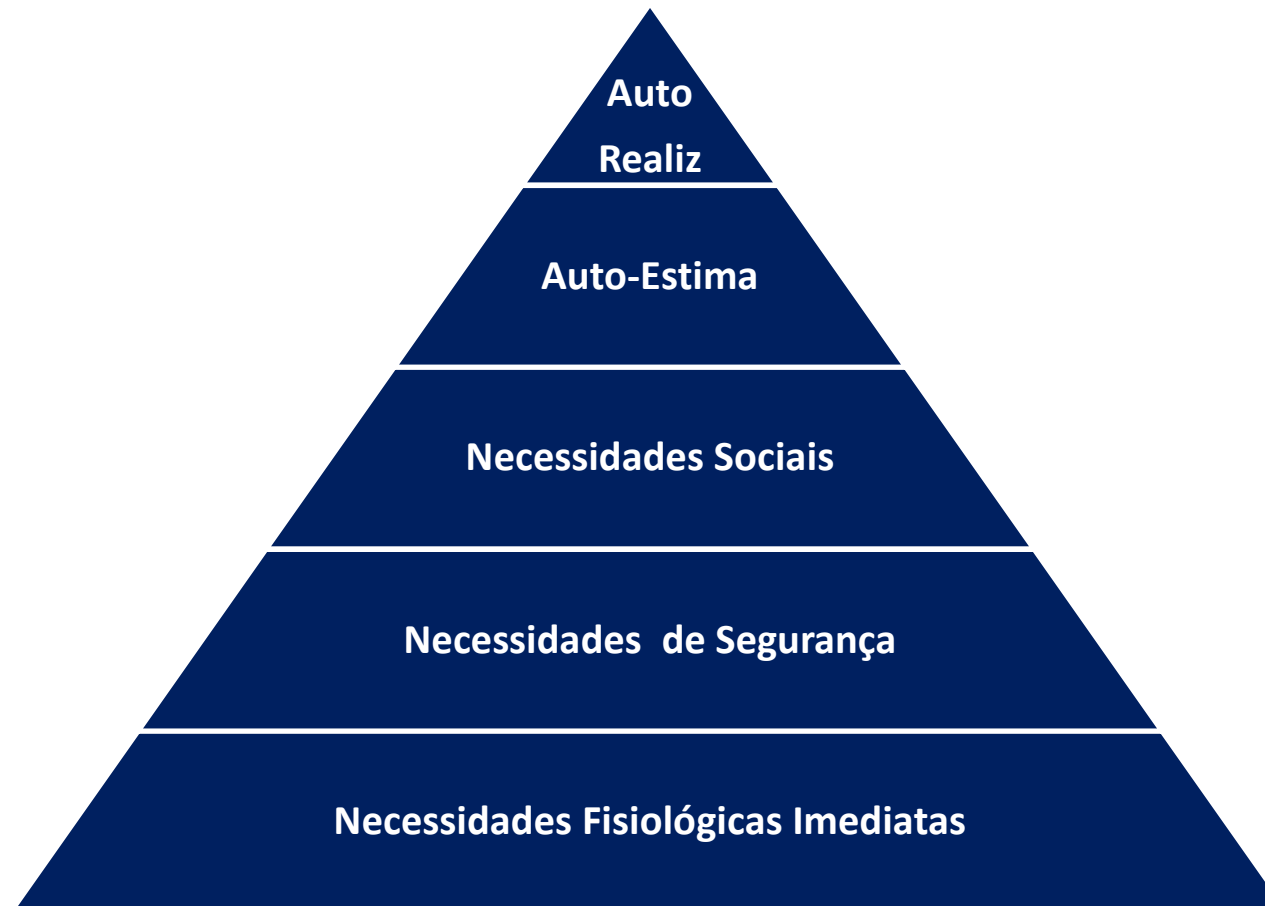 Auto
Realiz
Auto-Estima
Necessidades Sociais
Necessidades  de Segurança
Necessidades Fisiológicas Imediatas